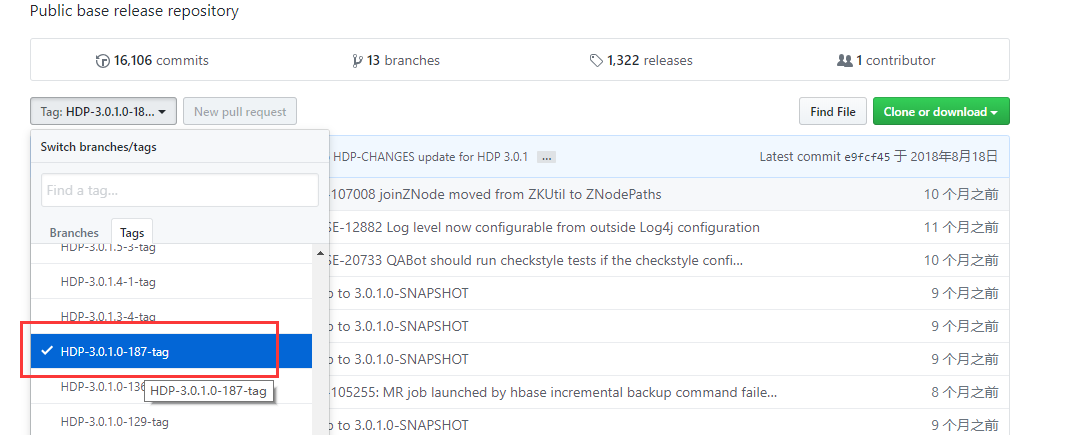 Public base release repository
16,106 commits
13 branches
1,322 releases
1 contributor
Tag: HDP-3.0.1.0-18...
New pull request
Find File
Clone or download
Switch branches/tags
HDP-CHANGES update for HDP 3.0.1 ...
Latest commit e9fcf45 于 2018年8月18日
Find a tag...
-107008 joinZNode moved from ZKUtil to ZNodePaths
10 个月之前
Branches
Tags
SE-12882 Log level now configurable from outside Log4j configuration
11 个月之前
HDP-3.0.1.5-3-tag
SE-20733 QABot should run checkstyle tests if the checkstyle confi...
10 个月之前
HDP-3.0.1.4-1-tag
to 3.0.1.0-SNAPSHOT
9 个月之前
HDP-3.0.1.3-4-tag
to 3.0.1.0-SNAPSHOT
9 个月之前
HDP-3.0.1.0-187-tag
to 3.0.1.0-SNAPSHOT
9 个月之前
HDP-3.0.1.0-136
HDP-3.0.1.0-187-tag
-105255: MR job launched by hbase incremental backup command faile...
8 个月之前
HDP-3.0.1.0-129-tag
to 3.0.1.0-SNAPSHOT
9 个月之前